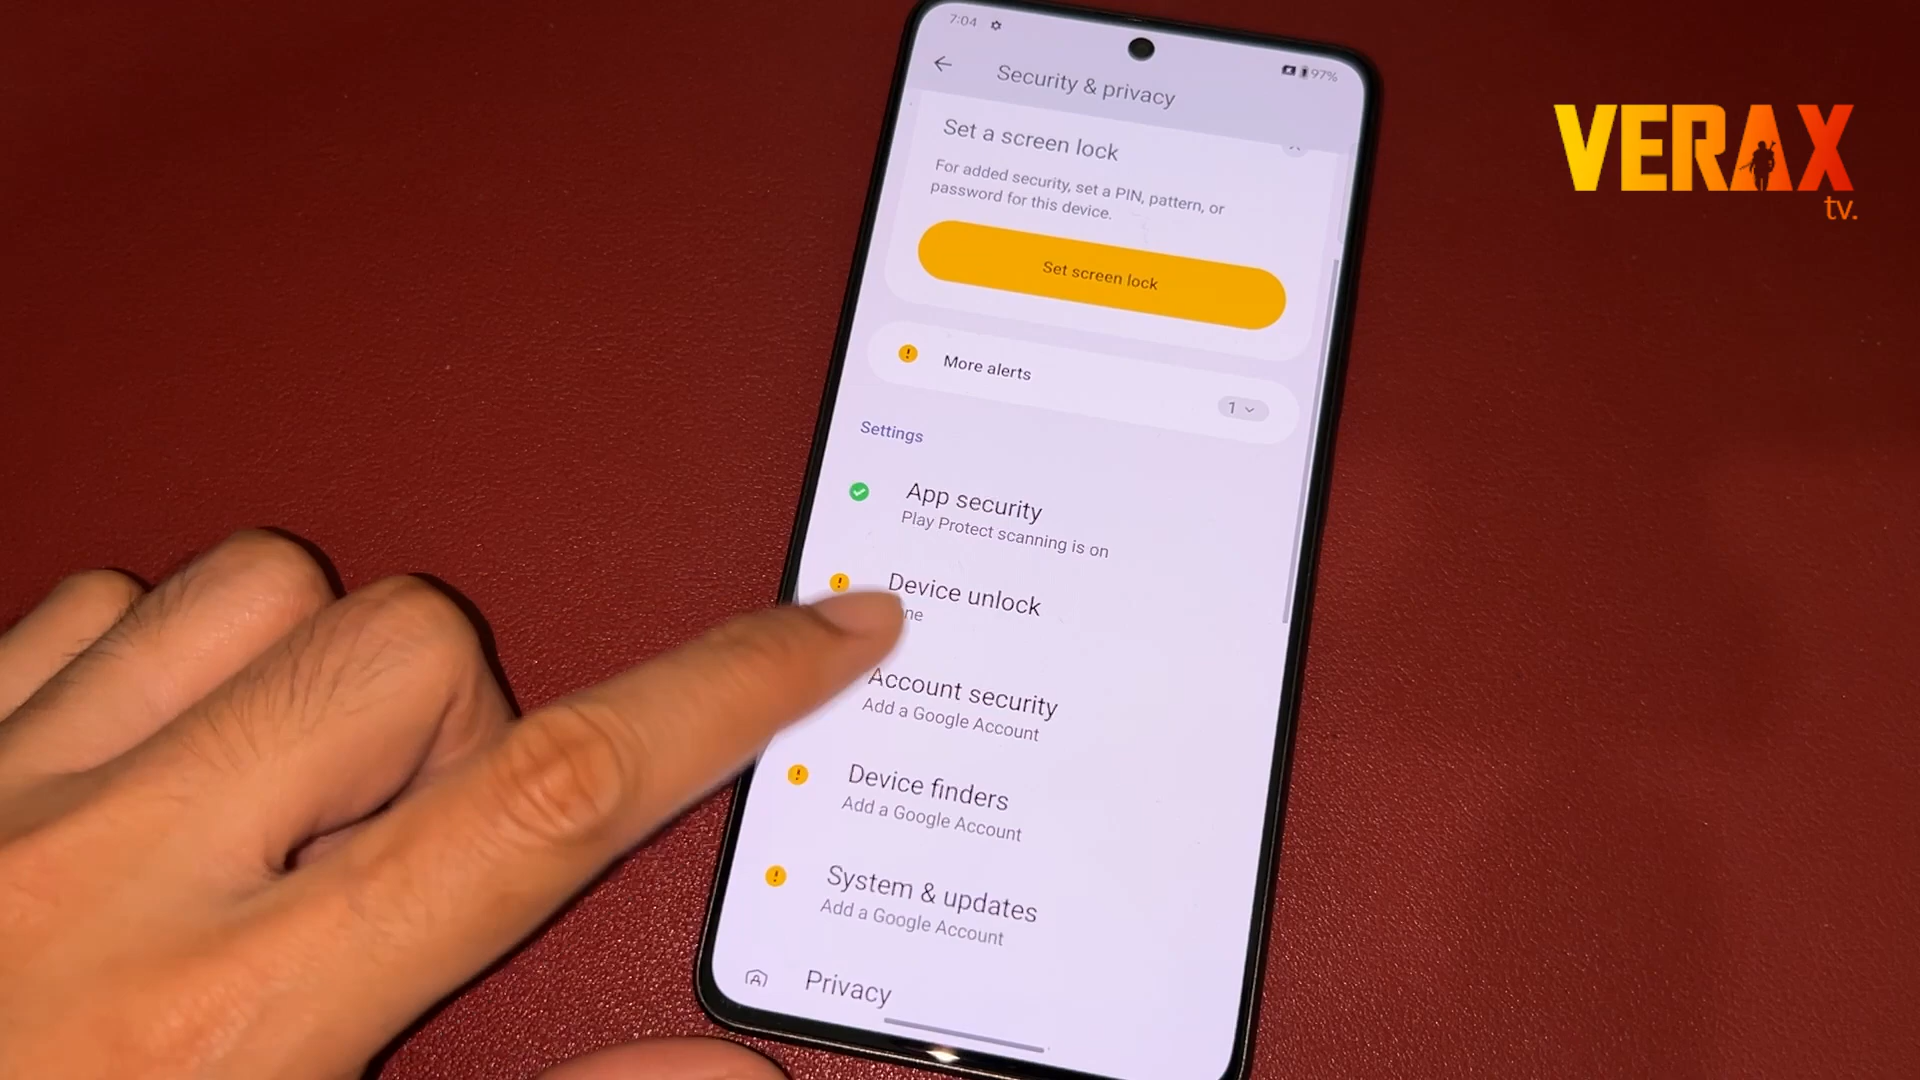 7:04
97%
Security & privacy
Set a screen lock
For added security, set a PIN, pattern, or
password for this device.
Set screen lock
More alerts
1
Settings
App security
Play Protect scanning is on
Device unlock
Account security
Add a Google Account
Device finders
Add a Google Account
System & updates
Add a Google Account
Privacy
VERAX
tv.